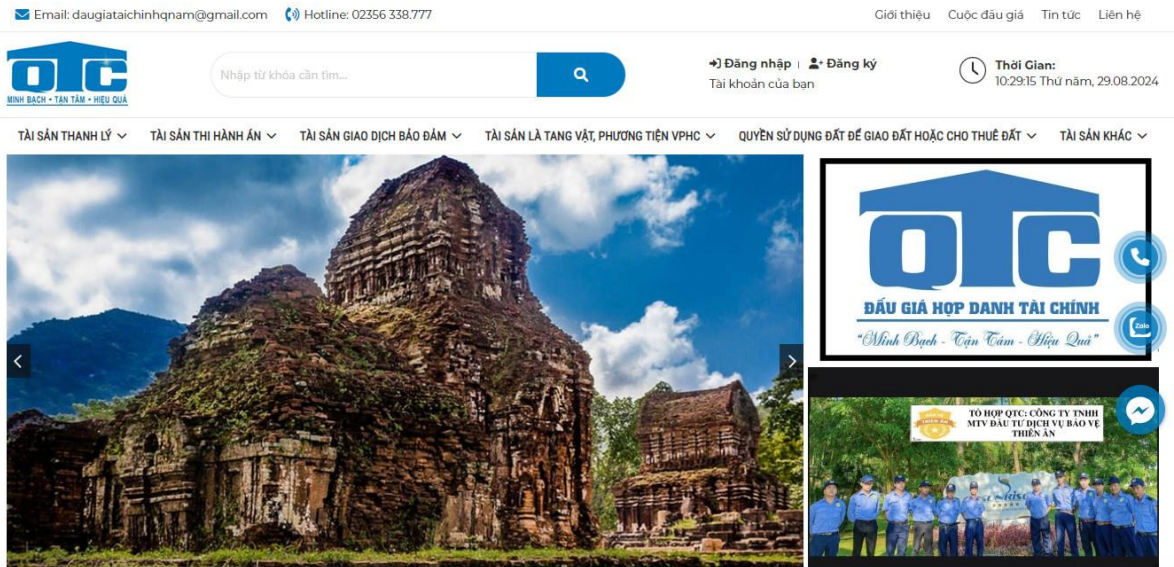 Email: daugiataichinhqnam@gmail.com Hotline: 02356 338.777 Giới thiệu Cuộc đấu giá Tin tức Liên hệ
QTC
MINH BẠCH • TẬN TÂM • HIỆU QUẢ
Nhập từ khóa cần tìm...
Đăng nhập | Đăng ký
Tài khoản của bạn
Thời Gian:
10:29:15 Thứ năm, 29.08.2024
TÀI SẢN THANH LÝ TÀI SẢN THI HÀNH ÁN TÀI SẢN GIAO DỊCH BẢO ĐẢM TÀI SẢN LÀ TANG VẬT, PHƯƠNG TIỆN VPHC QUYỀN SỬ DỤNG ĐẤT ĐỂ GIAO ĐẤT HOẶC CHO THUÊ ĐẤT TÀI SẢN KHÁC
QTC
ĐẤU GIÁ HỢP DANH TÀI CHÍNH
"Minh Bạch - Tận Tâm - Hiệu Quả"
Zalo
THIÊN ÂN
TỔ HỢP QTC: CÔNG TY TNHH
MTV ĐẦU TƯ DỊCH VỤ BẢO VỆ
THIÊN ÂN